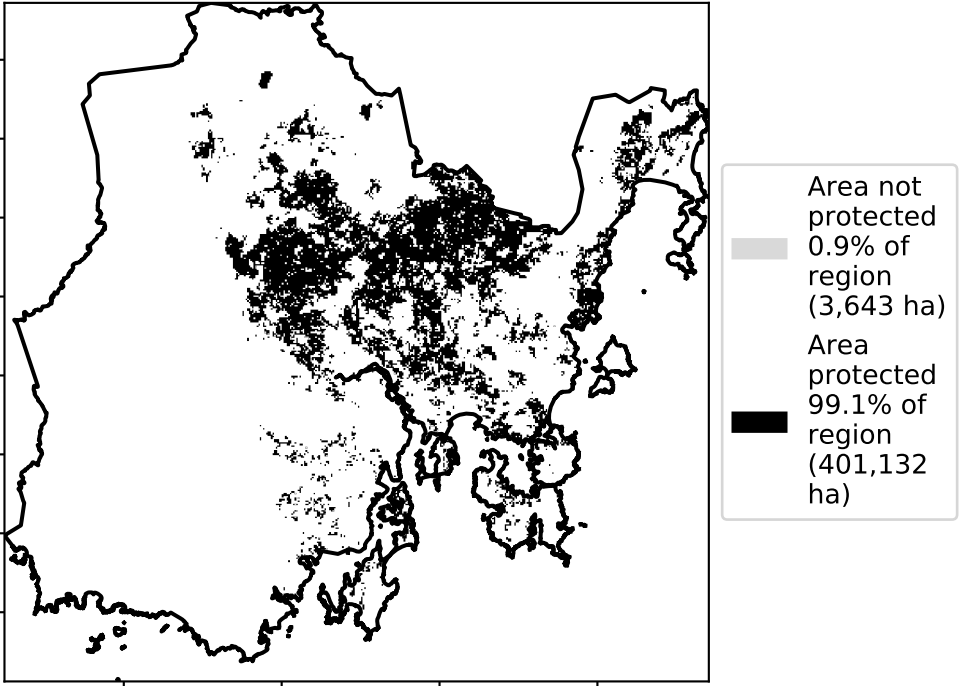 Area not
protected
0.9% of
region
(3,643 ha)
Area
protected
99.1% of
region
(401,132
ha)